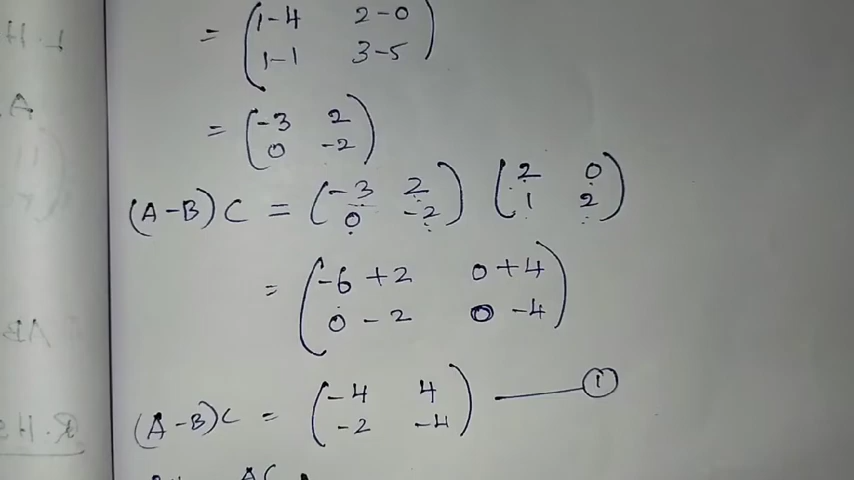 = (1-4 2-0
1-1 3-5)
= (-3 2
0 -2)
(A-B)C = (-3 2
0 -2) (2 0
1 2)
= (-6+2 0+4
0-2 0-4)
(A-B)C = (-4 4
-2 -4) — ①